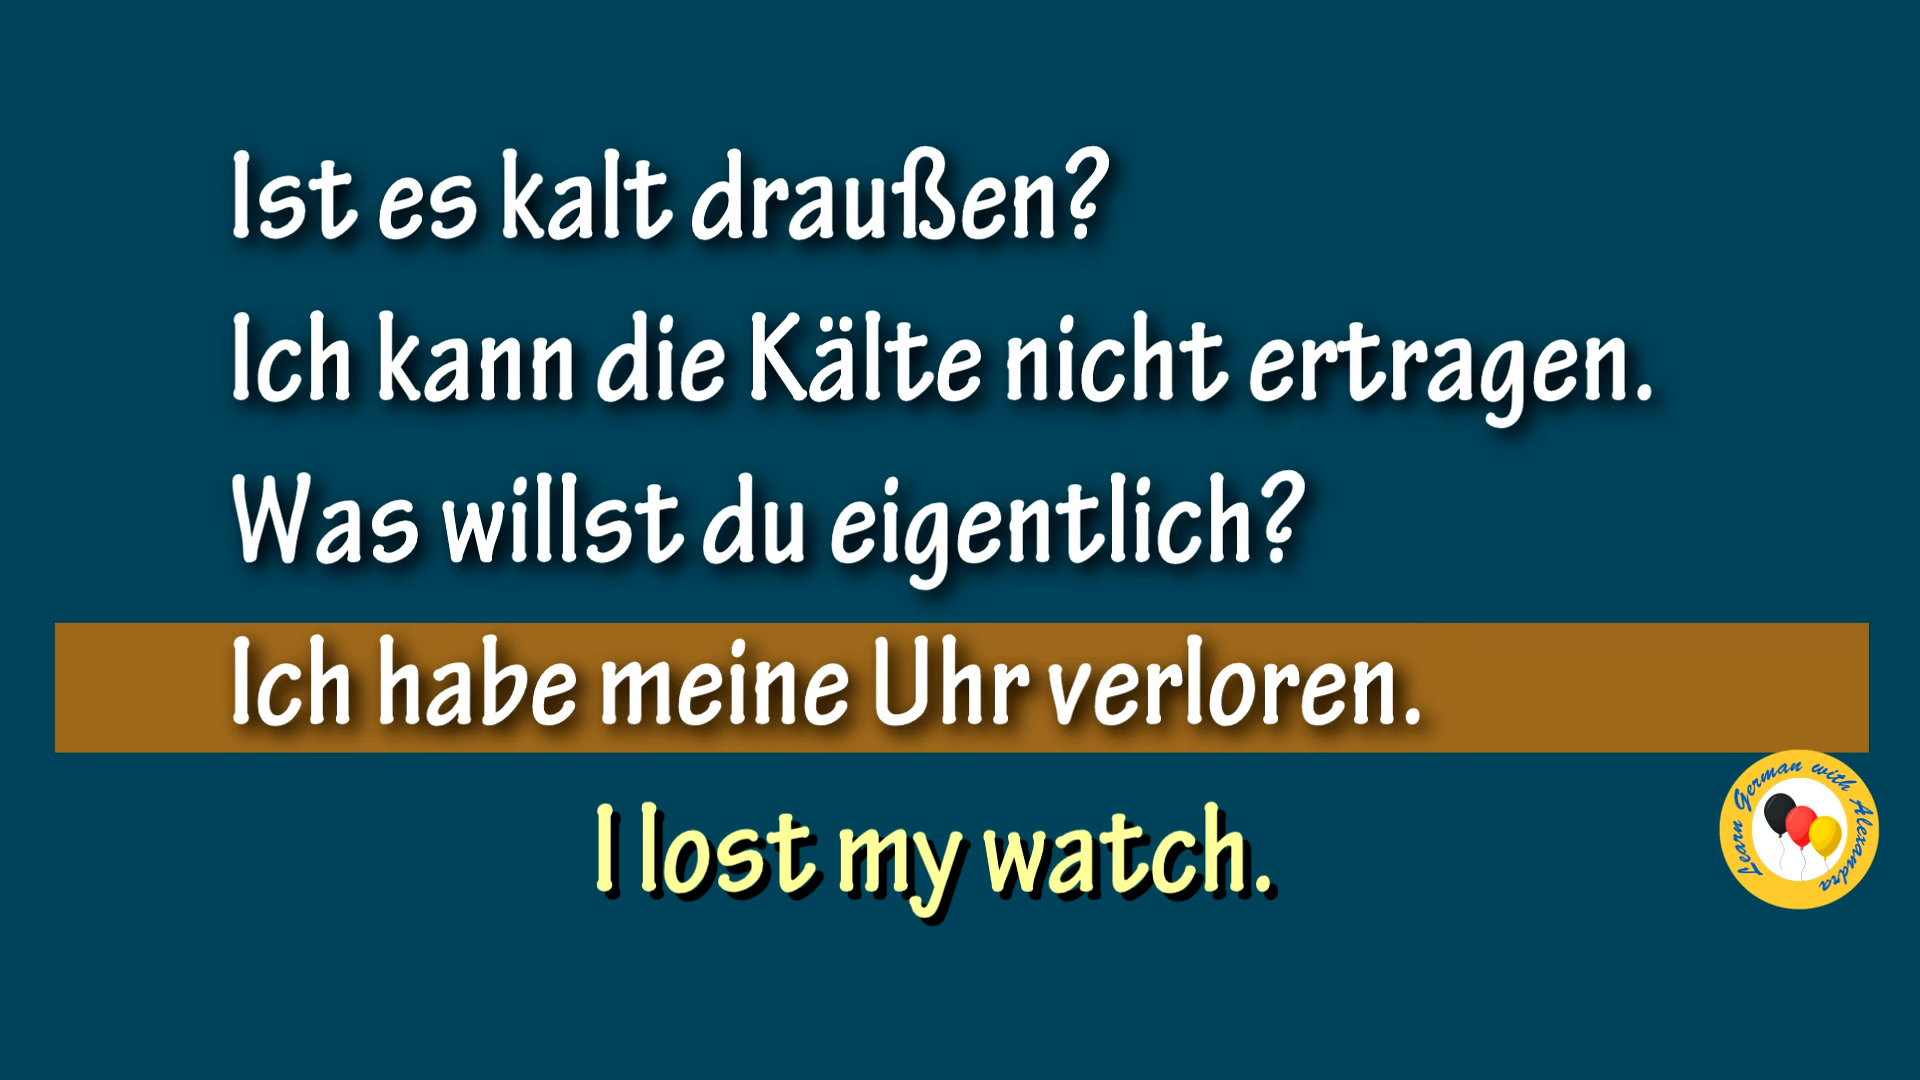 Ist es kalt draußen?
Ich kann die Kälte nicht ertragen.
Was willst du eigentlich?
Ich habe meine Uhr verloren.
I lost my watch.
Learn German with Alexandra